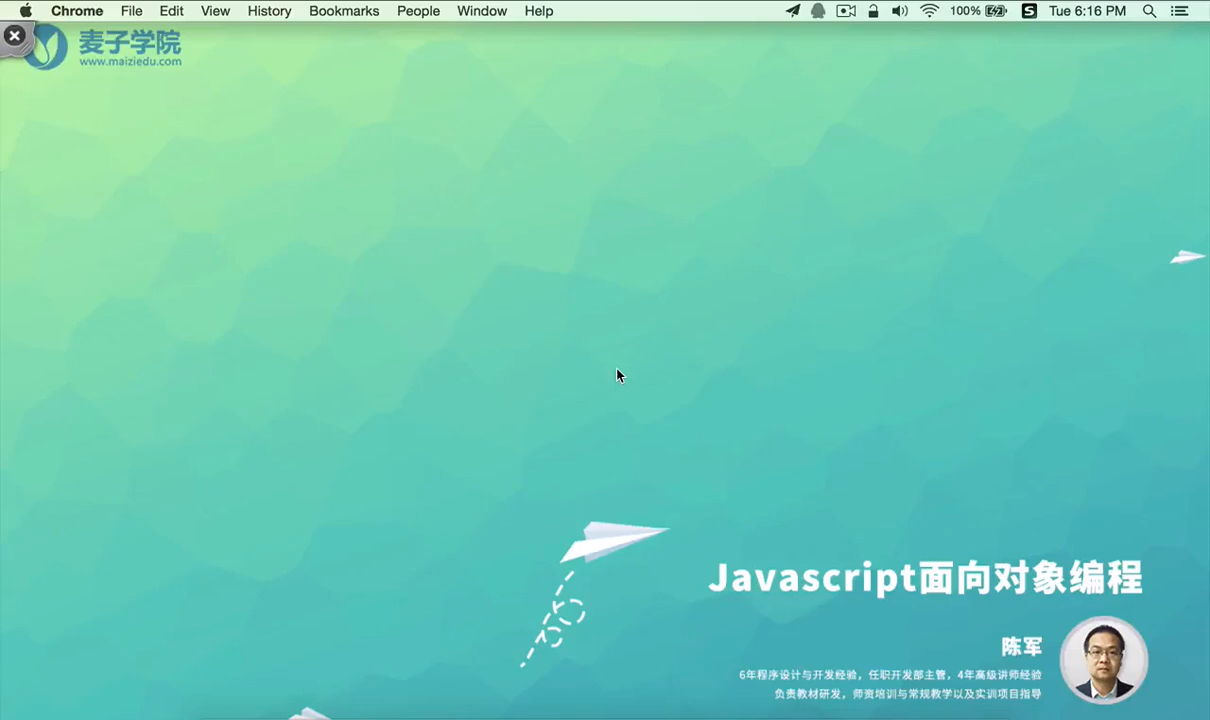 Chrome File Edit View History Bookmarks People Window Help 100% S Tue 6:16 PM
麦子学院
www.maiziedu.com
Javascript面向对象编程
陈军
6年程序设计与开发经验，任职开发部主管，4年高级讲师经验
负责教材研发，师资培训与常规教学以及实训项目指导